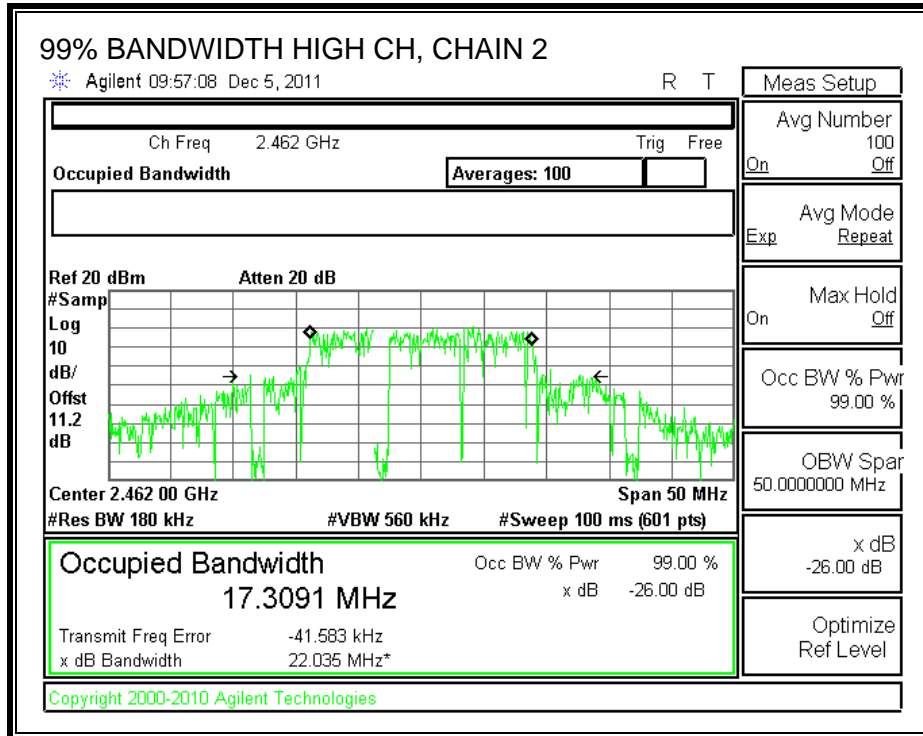 99% BANDWIDTH HIGH CH, CHAIN 2
Agilent 09:57:08 Dec 5, 2011 R T
Ch Freq 2.462 GHz Trig Free
Occupied Bandwidth Averages: 100
Ref 20 dBm Atten 20 dB
#Samp
Log
10
dB/
Offst
11.2
dB
Center 2.462 00 GHz Span 50 MHz
#Res BW 180 kHz #VBW 560 kHz #Sweep 100 ms (601 pts)
Occupied Bandwidth Occ BW % Pwr 99.00 %
17.3091 MHz x dB -26.00 dB
Transmit Freq Error -41.583 kHz
x dB Bandwidth 22.035 MHz*
Copyright 2000-2010 Agilent Technologies
Meas Setup
Avg Number
100
On Off
Avg Mode
Exp Repeat
Max Hold
On Off
Occ BW % Pwr
99.00 %
OBW Span
50.0000000 MHz
x dB
-26.00 dB
Optimize
Ref Level